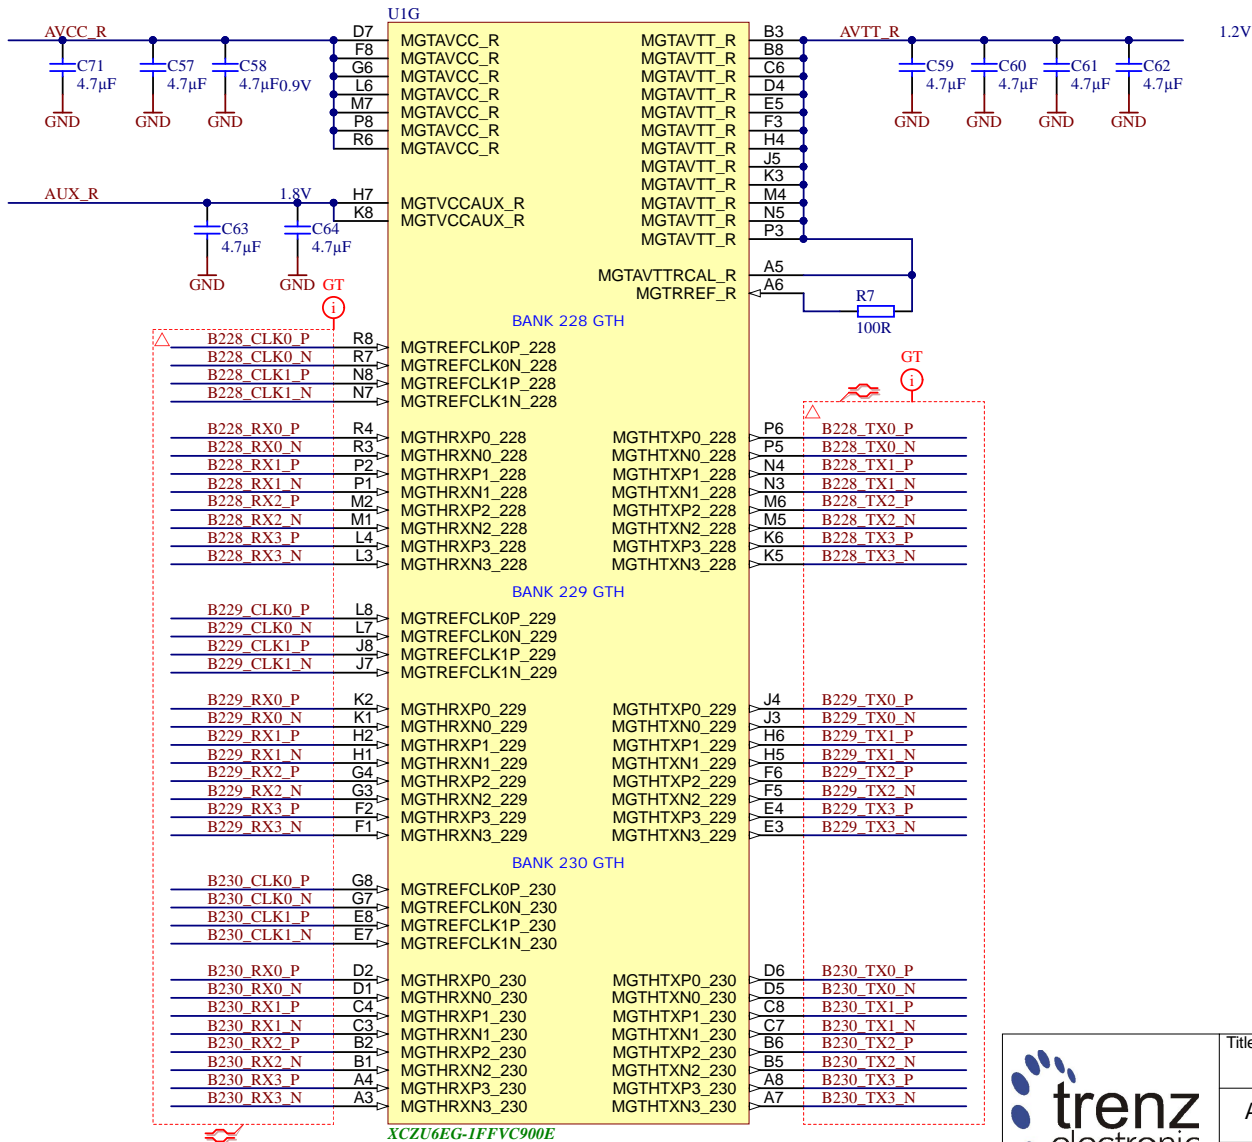 U1G
AVCC_R D7 MGTAVCC_R MGTAVTT_R B3 AVTT_R 1.2V
F8 MGTAVCC_R MGTAVTT_R B8
C71 C57 C58 G6 MGTAVCC_R MGTAVTT_R C6 C59 C60 C61 C62
4.7µF 4.7µF 4.7µF 0.9V L6 MGTAVCC_R MGTAVTT_R D4 4.7µF 4.7µF 4.7µF 4.7µF
M7 MGTAVCC_R MGTAVTT_R E5
GND GND GND P8 MGTAVCC_R MGTAVTT_R F3 GND GND GND GND
R6 MGTAVCC_R MGTAVTT_R H4
MGTAVTT_R J5
MGTAVTT_R K3
AUX_R 1.8V H7 MGTVCCAUX_R MGTAVTT_R M4
K8 MGTVCCAUX_R MGTAVTT_R N5
C63 C64 MGTAVTT_R P3
4.7µF 4.7µF
MGTAVTTRCAL_R A5
GND GND GT MGTRREF_R A6 R7
i BANK 228 GTH 100R
B228_CLK0_P R8 MGTREFCLK0P_228
B228_CLK0_N R7 MGTREFCLK0N_228 GT
B228_CLK1_P N8 MGTREFCLK1P_228 i
B228_CLK1_N N7 MGTREFCLK1N_228
B228_RX0_P R4 MGTHRXP0_228 MGTHTXP0_228 P6 B228_TX0_P
B228_RX0_N R3 MGTHRXN0_228 MGTHTXN0_228 P5 B228_TX0_N
B228_RX1_P P2 MGTHRXP1_228 MGTHTXP1_228 N4 B228_TX1_P
B228_RX1_N P1 MGTHRXN1_228 MGTHTXN1_228 N3 B228_TX1_N
B228_RX2_P M2 MGTHRXP2_228 MGTHTXP2_228 M6 B228_TX2_P
B228_RX2_N M1 MGTHRXN2_228 MGTHTXN2_228 M5 B228_TX2_N
B228_RX3_P L4 MGTHRXP3_228 MGTHTXP3_228 K6 B228_TX3_P
B228_RX3_N L3 MGTHRXN3_228 MGTHTXN3_228 K5 B228_TX3_N
BANK 229 GTH
B229_CLK0_P L8 MGTREFCLK0P_229
B229_CLK0_N L7 MGTREFCLK0N_229
B229_CLK1_P J8 MGTREFCLK1P_229
B229_CLK1_N J7 MGTREFCLK1N_229
B229_RX0_P K2 MGTHRXP0_229 MGTHTXP0_229 J4 B229_TX0_P
B229_RX0_N K1 MGTHRXN0_229 MGTHTXN0_229 J3 B229_TX0_N
B229_RX1_P H2 MGTHRXP1_229 MGTHTXP1_229 H6 B229_TX1_P
B229_RX1_N H1 MGTHRXN1_229 MGTHTXN1_229 H5 B229_TX1_N
B229_RX2_P G4 MGTHRXP2_229 MGTHTXP2_229 F6 B229_TX2_P
B229_RX2_N G3 MGTHRXN2_229 MGTHTXN2_229 F5 B229_TX2_N
B229_RX3_P F2 MGTHRXP3_229 MGTHTXP3_229 E4 B229_TX3_P
B229_RX3_N F1 MGTHRXN3_229 MGTHTXN3_229 E3 B229_TX3_N
BANK 230 GTH
B230_CLK0_P G8 MGTREFCLK0P_230
B230_CLK0_N G7 MGTREFCLK0N_230
B230_CLK1_P E8 MGTREFCLK1P_230
B230_CLK1_N E7 MGTREFCLK1N_230
B230_RX0_P D2 MGTHRXP0_230 MGTHTXP0_230 D6 B230_TX0_P
B230_RX0_N D1 MGTHRXN0_230 MGTHTXN0_230 D5 B230_TX0_N
B230_RX1_P C4 MGTHRXP1_230 MGTHTXP1_230 C8 B230_TX1_P
B230_RX1_N C3 MGTHRXN1_230 MGTHTXN1_230 C7 B230_TX1_N
B230_RX2_P B2 MGTHRXP2_230 MGTHTXP2_230 B6 B230_TX2_P
B230_RX2_N B1 MGTHRXN2_230 MGTHTXN2_230 B5 B230_TX2_N
B230_RX3_P A4 MGTHRXP3_230 MGTHTXP3_230 A8 B230_TX3_P
B230_RX3_N A3 MGTHRXN3_230 MGTHTXN3_230 A7 B230_TX3_N
XCZU6EG-1FFVC900E
Title
trenz
electronic